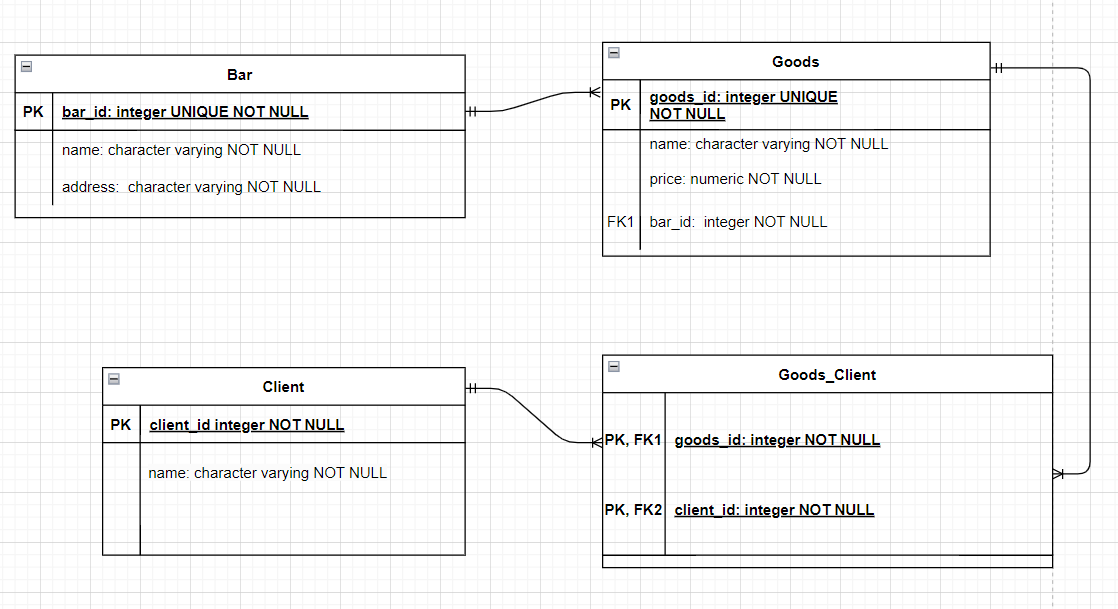 Bar
PK bar_id: integer UNIQUE NOT NULL
name: character varying NOT NULL
address:  character varying NOT NULL
Goods
PK goods_id: integer UNIQUE
NOT NULL
name: character varying NOT NULL
price: numeric NOT NULL
FK1 bar_id:  integer NOT NULL
Client
PK client_id integer NOT NULL
name: character varying NOT NULL
Goods_Client
PK, FK1 goods_id: integer NOT NULL
PK, FK2 client_id: integer NOT NULL